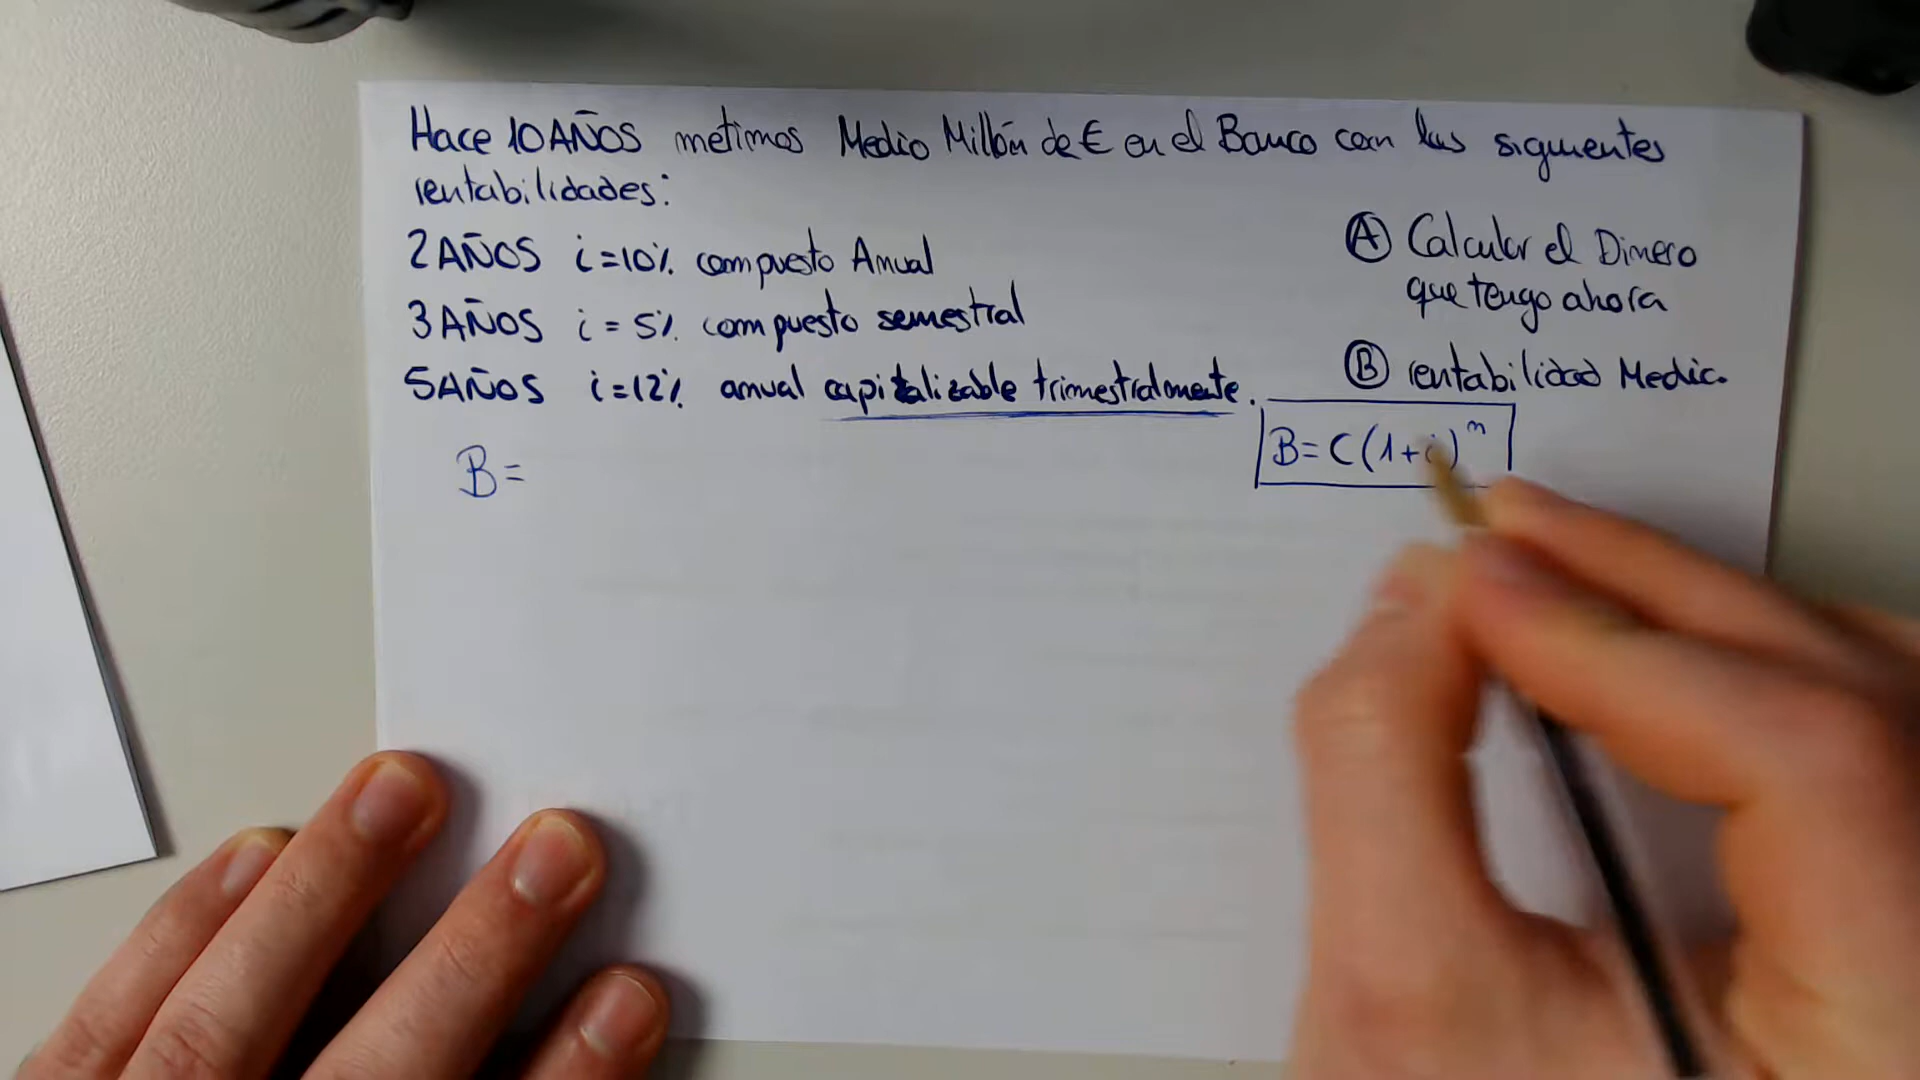 Hace 10 AÑOS metimos Medio Millón de € en el Banco con las siguientes
rentabilidades:
2 AÑOS i = 10% compuesto Anual
3 AÑOS i = 5% compuesto semestral
5 AÑOS i = 12% anual capitalizable trimestralmente.
Ⓐ Calcular el Dinero
que tengo ahora
Ⓑ rentabilidad Media.
B = C (1 + i)^n
B =